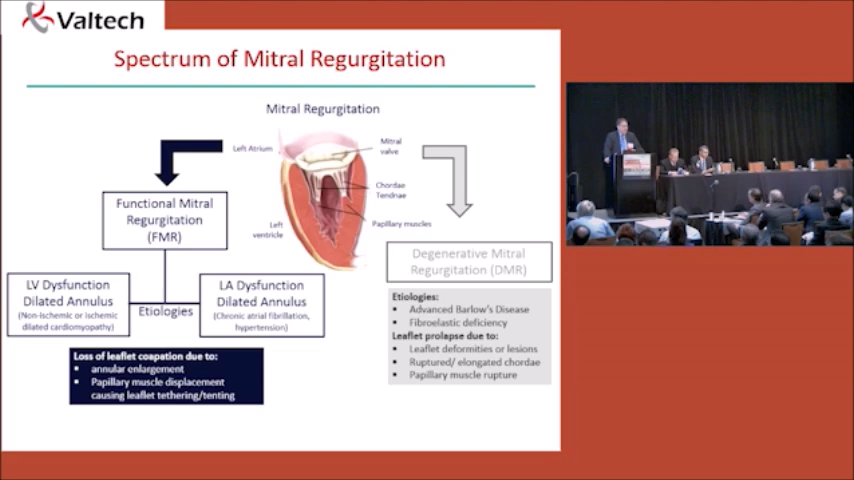 Valtech
Spectrum of Mitral Regurgitation
Mitral Regurgitation
Left Atrium
Mitral
valve
Chordae
Tendnae
Papillary muscles
Left
ventricle
Functional Mitral
Regurgitation
(FMR)
LV Dysfunction
Dilated Annulus
(Non-Ischemic or ischemic
dilated cardiomyopathy)
Etiologies
LA Dysfunction
Dilated Annulus
(Chronic atrial fibrillation,
hypertension)
Loss of leaflet coapation due to:
▪ annular enlargement
▪ Papillary muscle displacement
causing leaflet tethering/tenting
Degenerative Mitral
Regurgitation (DMR)
Etiologies:
▪ Advanced Barlow's Disease
▪ Fibroelastic deficiency
Leaflet prolapse due to:
▪ Leaflet deformities or lesions
▪ Ruptured/ elongated chordae
▪ Papillary muscle rupture